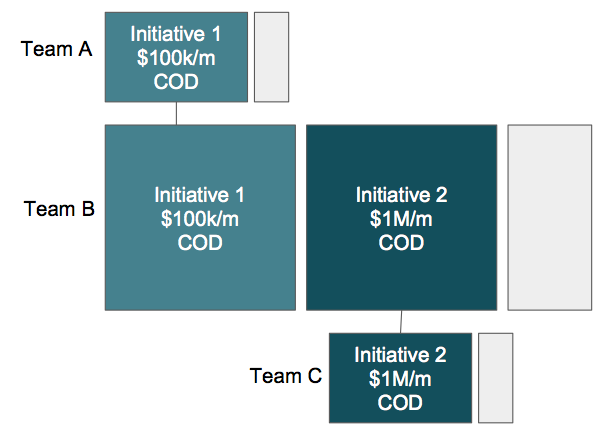 Team A
Initiative 1
$100k/m
COD
Team B
Initiative 1
$100k/m
COD
Initiative 2
$1M/m
COD
Team C
Initiative 2
$1M/m
COD